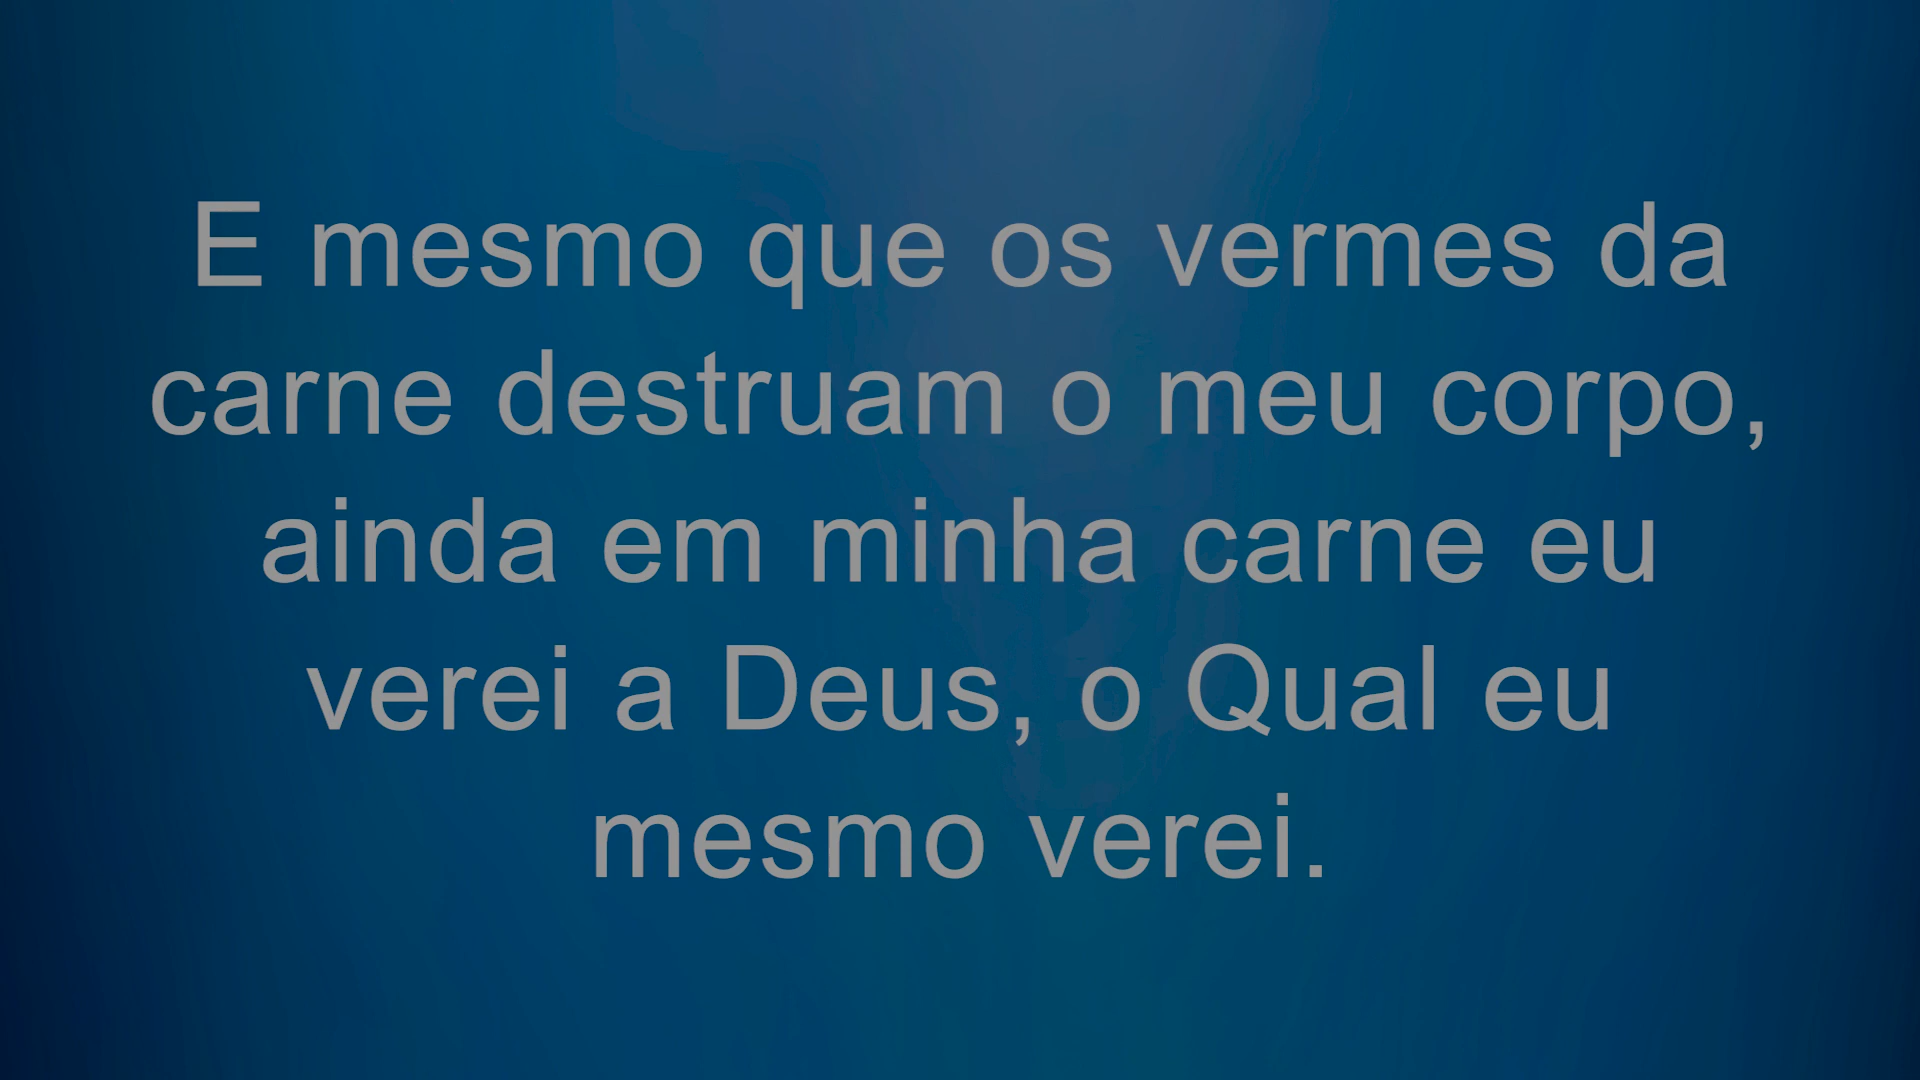 E mesmo que os vermes da
carne destruam o meu corpo,
ainda em minha carne eu
verei a Deus, o Qual eu
mesmo verei.